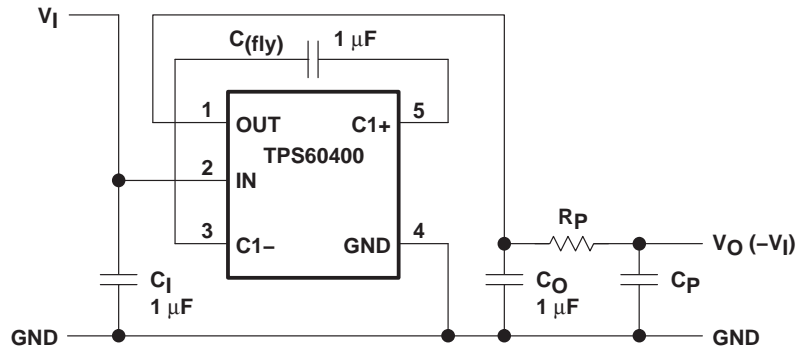 VI
C(fly) 1 μF
1 OUT C1+ 5
TPS60400
2 IN
3 C1− GND 4
RP
VO (−VI)
CI
1 μF
CO
1 μF
CP
GND GND